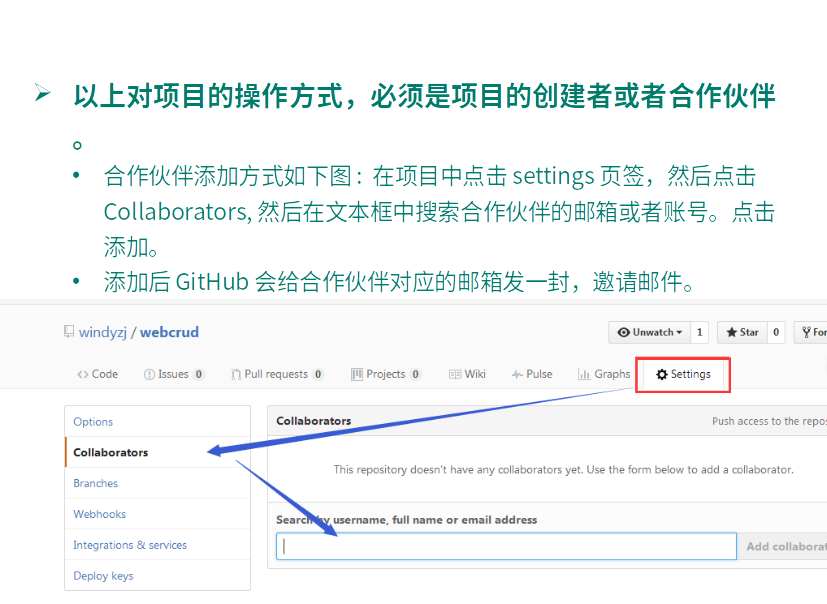 以上对项目的操作方式，必须是项目的创建者或者合作伙伴
。
• 合作伙伴添加方式如下图：在项目中点击 settings 页签，然后点击
Collaborators, 然后在文本框中搜索合作伙伴的邮箱或者账号。点击
添加。
• 添加后 GitHub 会给合作伙伴对应的邮箱发一封，邀请邮件。
windyzj / webcrud
Unwatch 1 Star 0 For
Code Issues 0 Pull requests 0 Projects 0 Wiki Pulse Graphs Settings
Options
Collaborators
Branches
Webhooks
Integrations & services
Deploy keys
Collaborators Push access to the repos
This repository doesn't have any collaborators yet. Use the form below to add a collaborator.
Search by username, full name or email address
Add collaborat